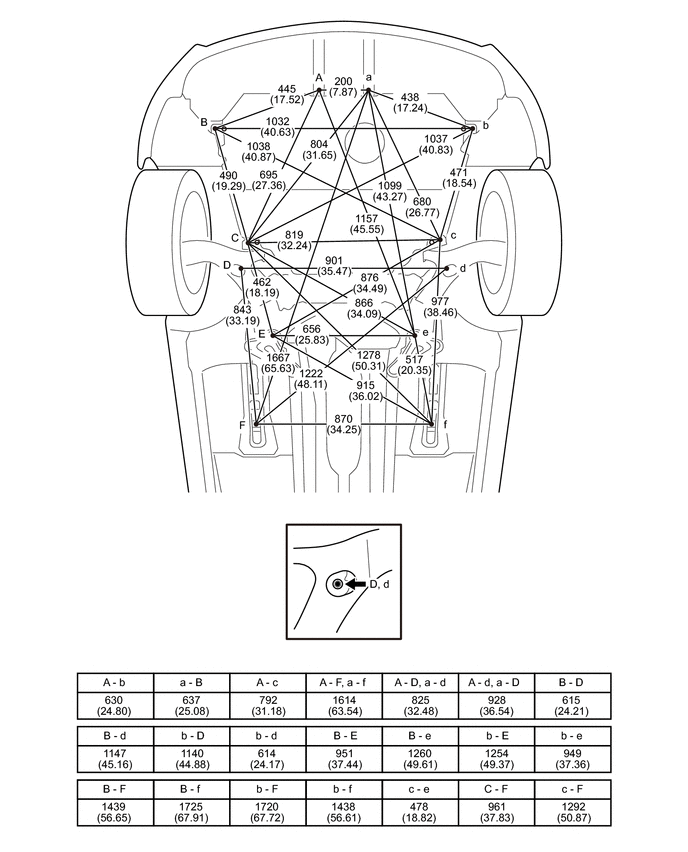 A
200
(7.87)
a
445
(17.52)
438
(17.24)
B
1032
(40.63)
b
1038
(40.87)
804
(31.65)
1037
(40.83)
490
(19.29)
695
(27.36)
1099
(43.27)
471
(18.54)
680
(26.77)
1157
(45.55)
C
819
(32.24)
c
D
901
(35.47)
d
462
(18.19)
876
(34.49)
843
(33.19)
866
(34.09)
977
(38.46)
E
656
(25.83)
e
1667
(65.63)
1278
(50.31)
517
(20.35)
1222
(48.11)
915
(36.02)
F
870
(34.25)
f
D, d
A - b a - B A - c A - F, a - f A - D, a - d A - d, a - D B - D
630 637 792 1614 825 928 615
(24.80) (25.08) (31.18) (63.54) (32.48) (36.54) (24.21)
B - d b - D b - d B - E B - e b - E b - e
1147 1140 614 951 1260 1254 949
(45.16) (44.88) (24.17) (37.44) (49.61) (49.37) (37.36)
B - F B - f b - F b - f c - e C - F c - F
1439 1725 1720 1438 478 961 1292
(56.65) (67.91) (67.72) (56.61) (18.82) (37.83) (50.87)